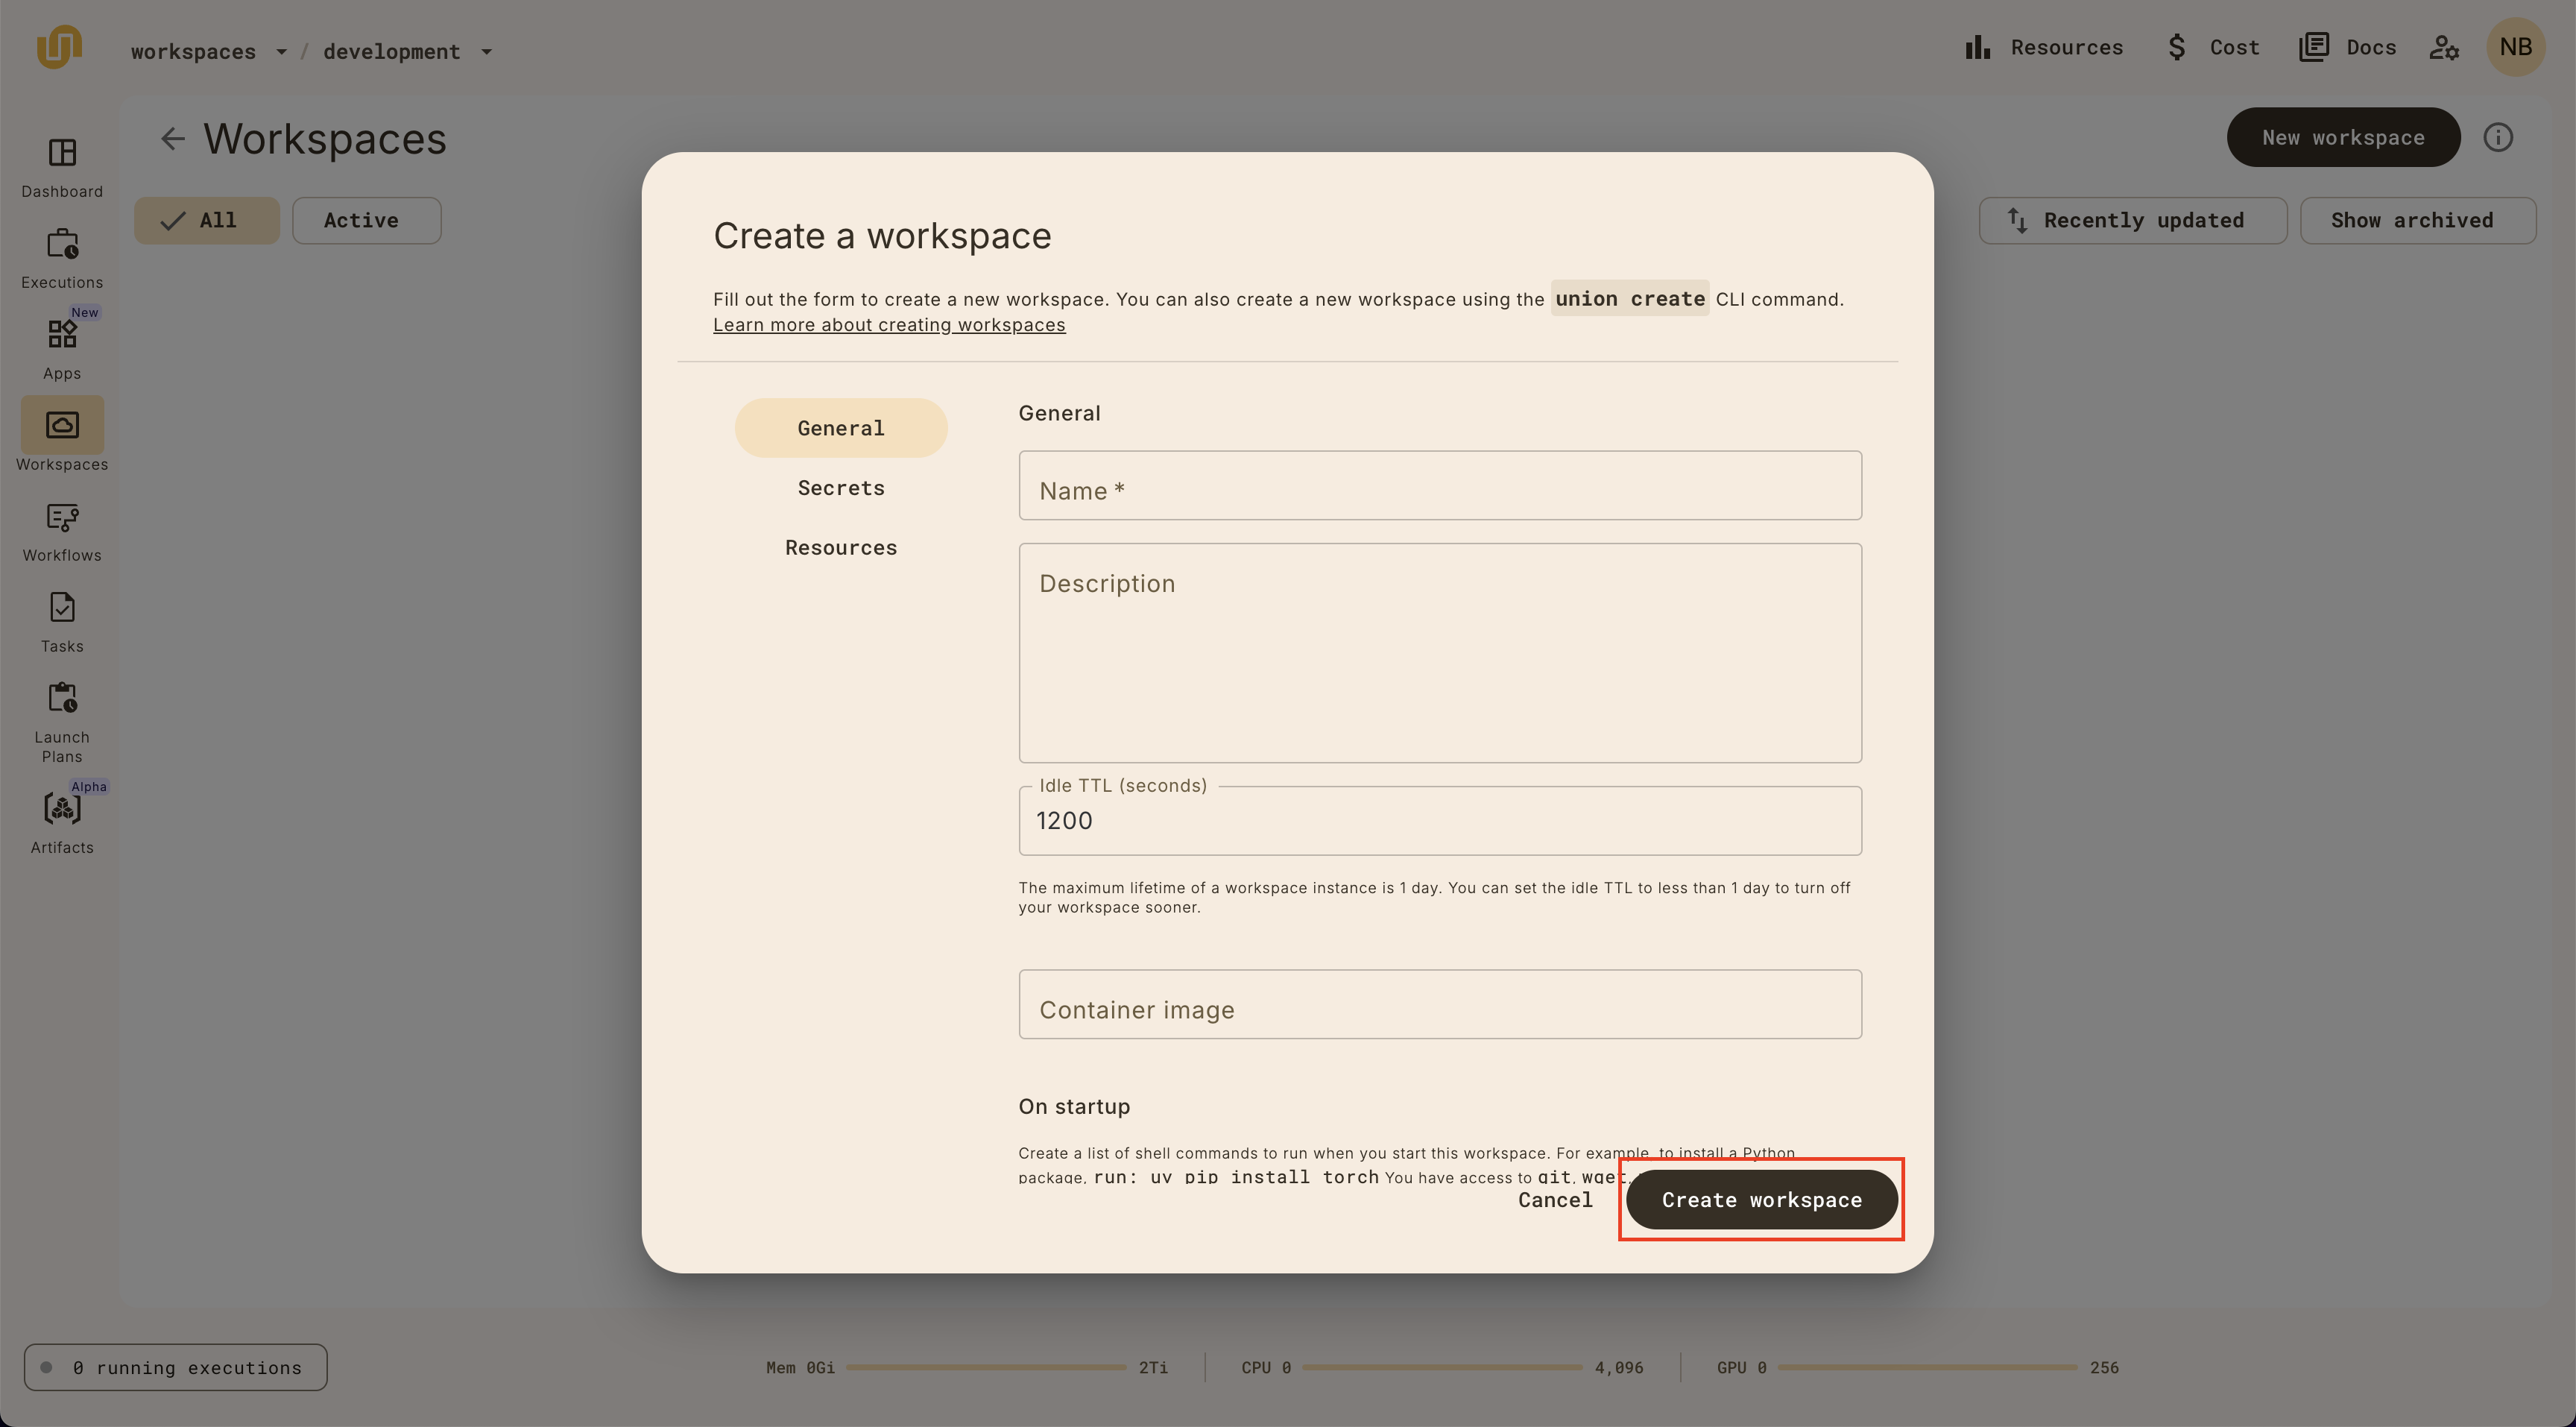 workspaces / development
Resources
Cost
Docs
NB
Dashboard
Executions
New
Apps
Workspaces
Workflows
Tasks
Launch
Plans
Alpha
Artifacts
Workspaces
New workspace
All
Active
Recently updated
Show archived
Create a workspace
Fill out the form to create a new workspace. You can also create a new workspace using the union create CLI command.
Learn more about creating workspaces
General
Secrets
Resources
General
Name *
Description
Idle TTL (seconds)
1200
The maximum lifetime of a workspace instance is 1 day. You can set the idle TTL to less than 1 day to turn off
your workspace sooner.
Container image
On startup
Create a list of shell commands to run when you start this workspace. For example, to install a Python
package, run: uv pip install torch You have access to git, wget,
Cancel
Create workspace
0 running executions
Mem 0Gi
2Ti
CPU 0
4,096
GPU 0
256